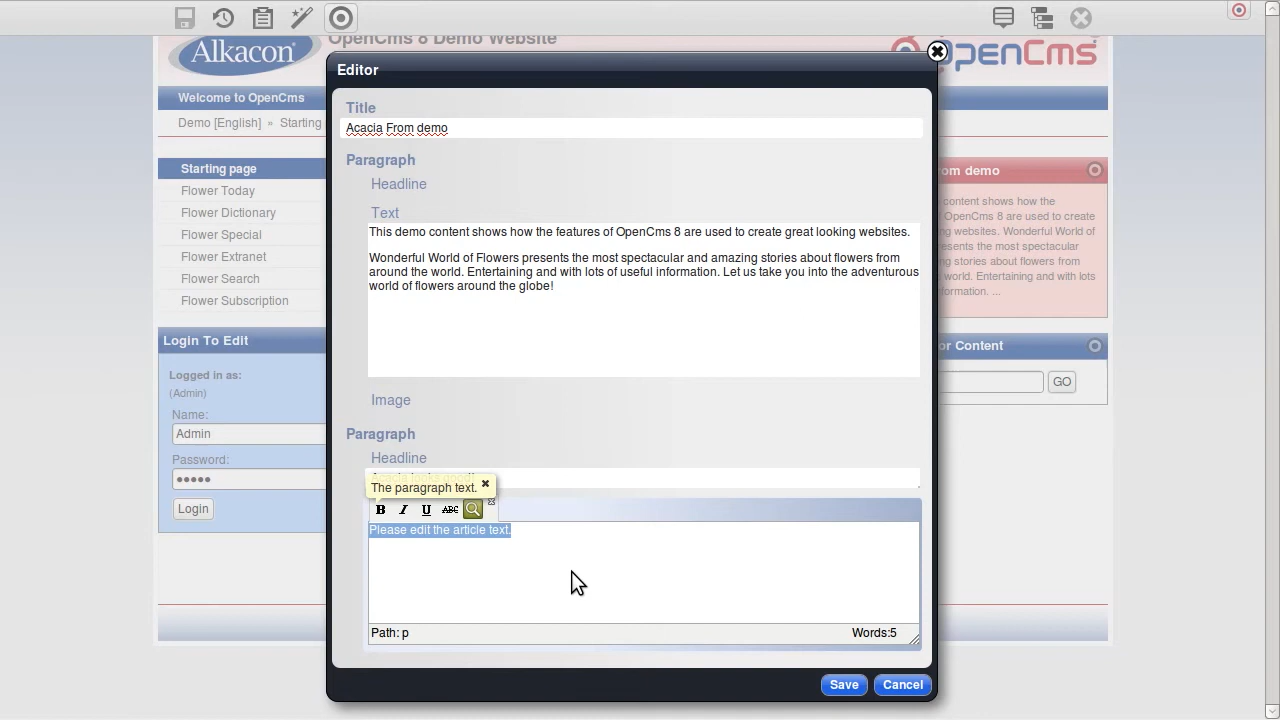 OpenCms 8 Demo Website
Alkacon
OpenCms
Welcome to OpenCms
Demo [English] » Starting
Starting page
Flower Today
Flower Dictionary
Flower Special
Flower Extranet
Flower Search
Flower Subscription
Login To Edit
Logged in as:
(Admin)
Name:
Admin
Password:
•••••
Login
Editor
Title
Acacia From demo
Paragraph
Headline
Text
This demo content shows how the features of OpenCms 8 are used to create great looking websites.
Wonderful World of Flowers presents the most spectacular and amazing stories about flowers from
around the world. Entertaining and with lots of useful information. Let us take you into the adventurous
world of flowers around the globe!
Image
Paragraph
Headline
The paragraph text.
B I U ABC
Please edit the article text.
Path: p
Words:5
Save
Cancel
om demo
content shows how the
OpenCms 8 are used to create
ng websites. Wonderful World of
esents the most spectacular
world. Entertaining and with lots
formation. ...
or Content
GO